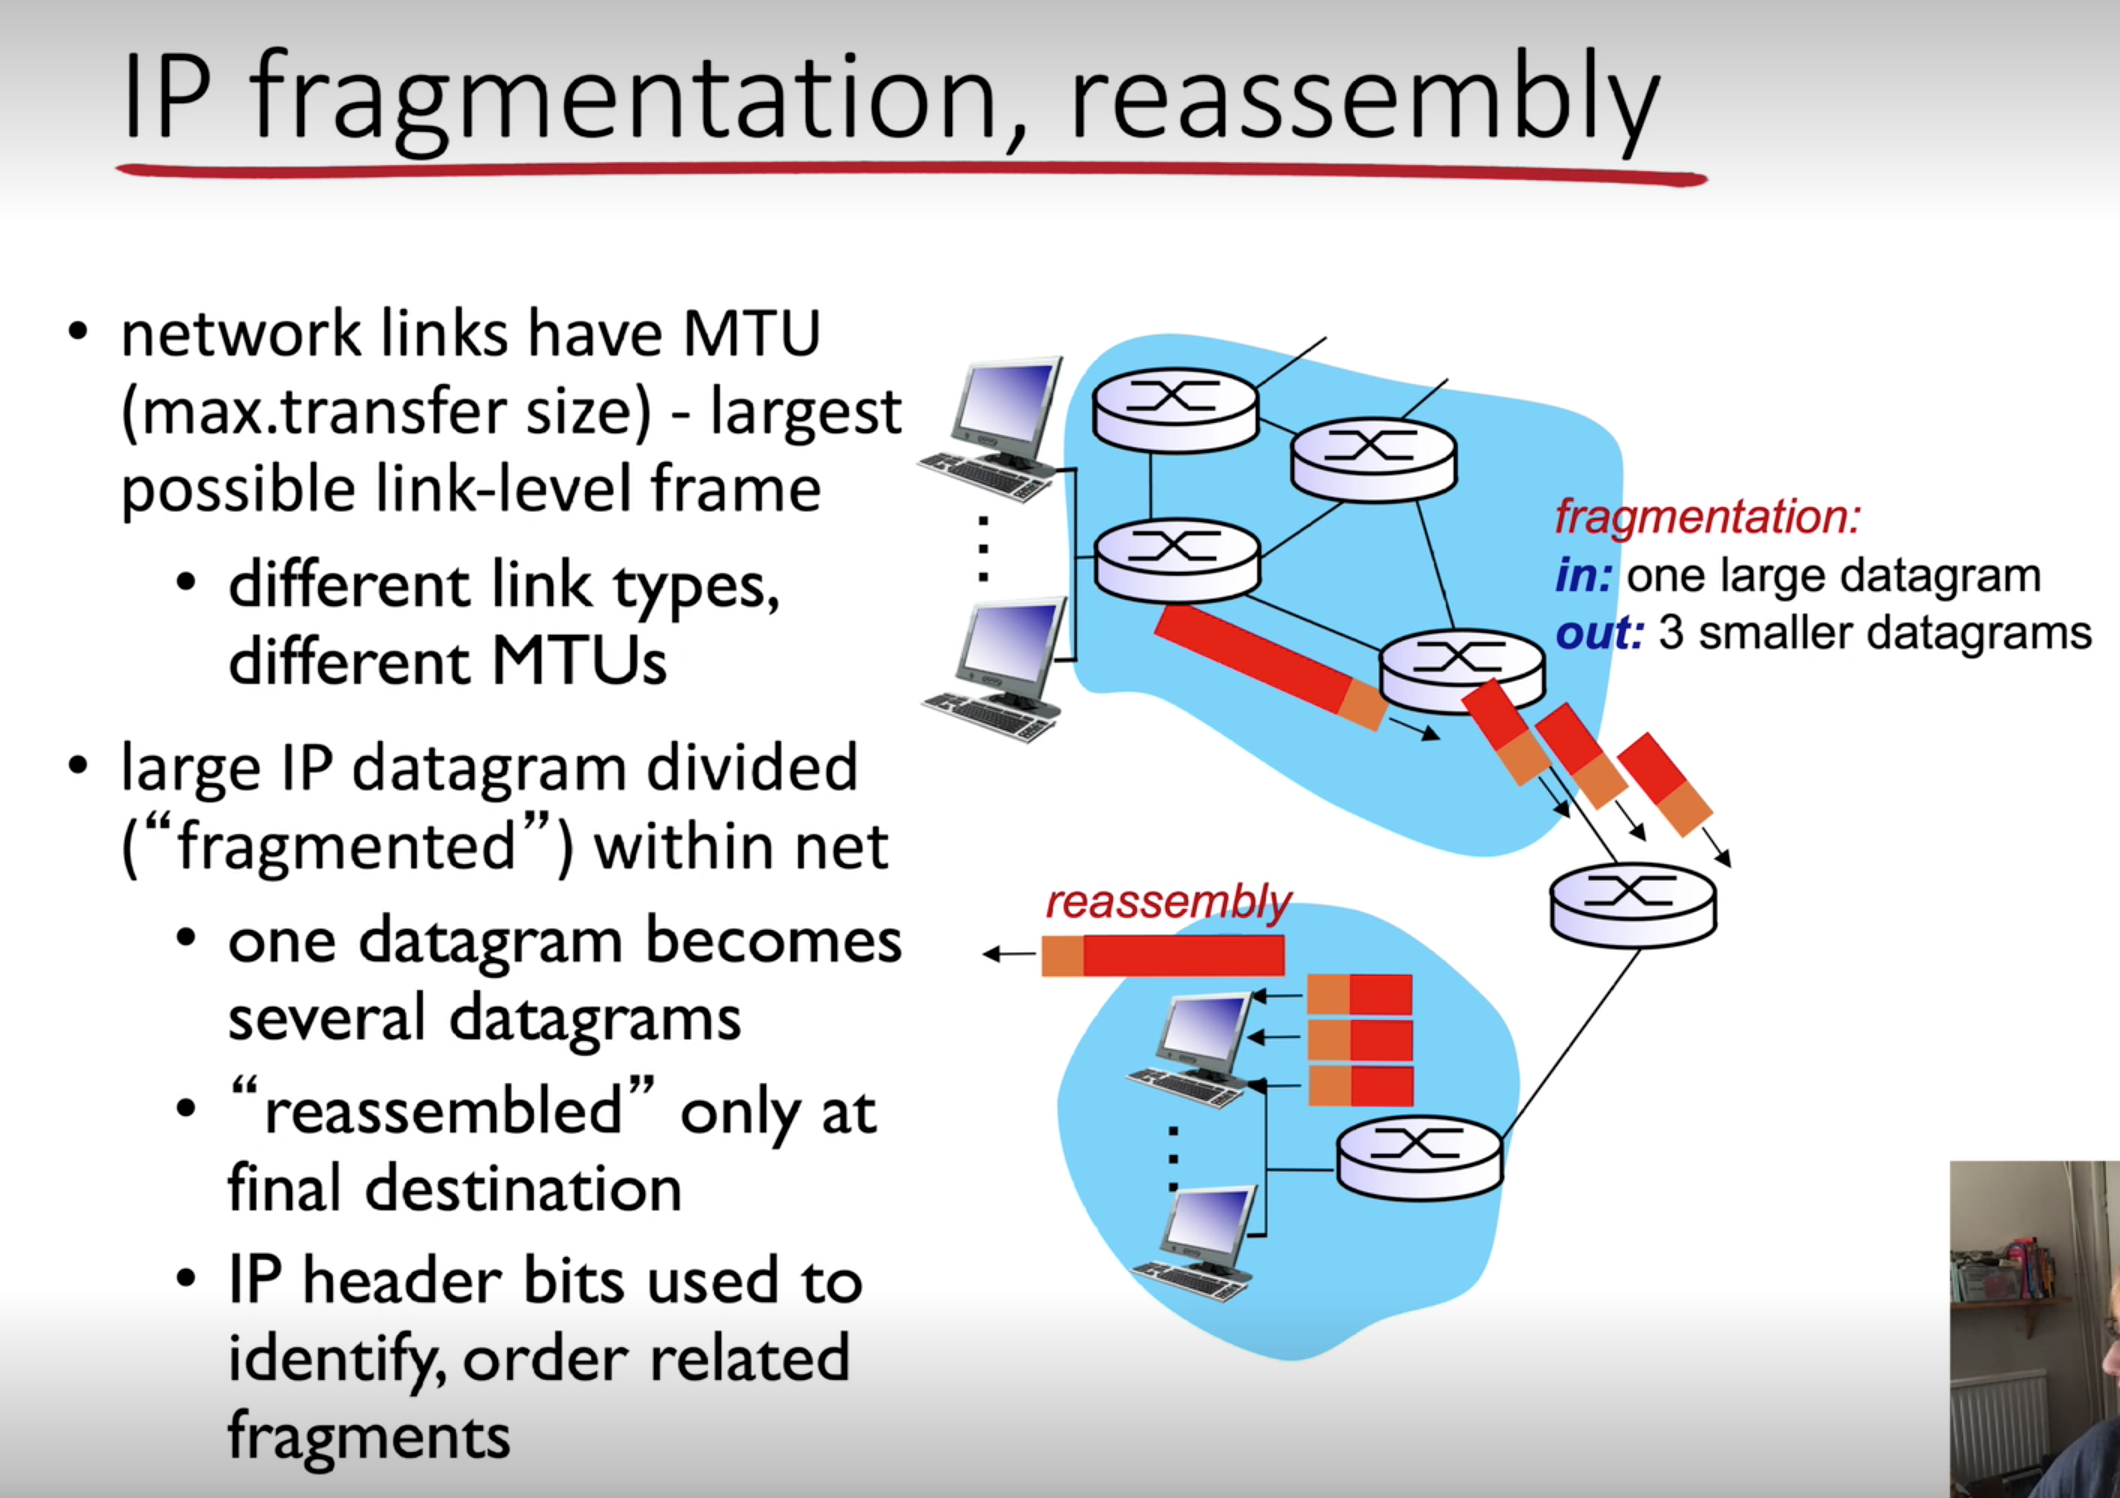 IP fragmentation, reassembly
• network links have MTU
(max.transfer size) - largest
possible link-level frame
• different link types,
different MTUs
• large IP datagram divided
(“fragmented”) within net
• one datagram becomes
several datagrams
• “reassembled” only at
final destination
• IP header bits used to
identify, order related
fragments
fragmentation:
in: one large datagram
out: 3 smaller datagrams
reassembly